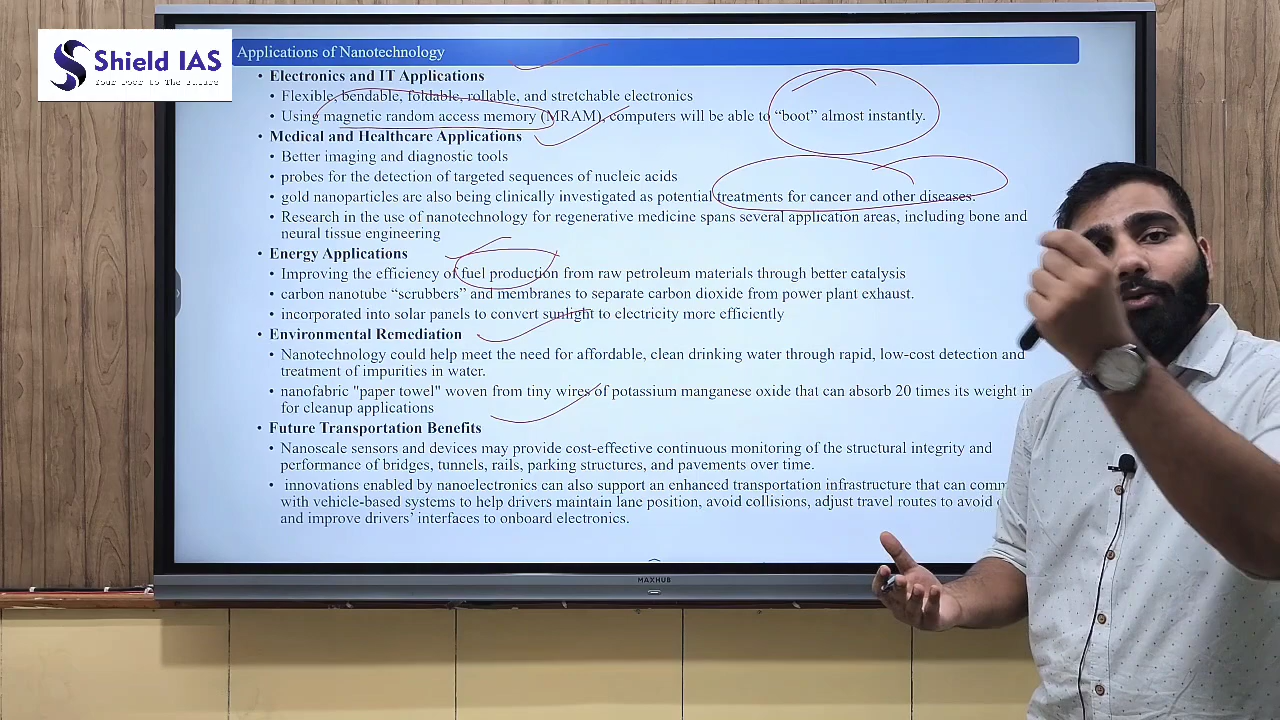 Shield IAS
Your Door to The Future
Applications of Nanotechnology
• Electronics and IT Applications
• Flexible, bendable, foldable, rollable, and stretchable electronics
• Using magnetic random access memory (MRAM), computers will be able to “boot” almost instantly.
• Medical and Healthcare Applications
• Better imaging and diagnostic tools
• probes for the detection of targeted sequences of nucleic acids
• gold nanoparticles are also being clinically investigated as potential treatments for cancer and other diseases.
• Research in the use of nanotechnology for regenerative medicine spans several application areas, including bone and
neural tissue engineering
• Energy Applications
• Improving the efficiency of fuel production from raw petroleum materials through better catalysis
• carbon nanotube “scrubbers” and membranes to separate carbon dioxide from power plant exhaust.
• incorporated into solar panels to convert sunlight to electricity more efficiently
• Environmental Remediation
• Nanotechnology could help meet the need for affordable, clean drinking water through rapid, low-cost detection and
treatment of impurities in water.
• nanofabric "paper towel" woven from tiny wires of potassium manganese oxide that can absorb 20 times its weight in
for cleanup applications
• Future Transportation Benefits
• Nanoscale sensors and devices may provide cost-effective continuous monitoring of the structural integrity and
performance of bridges, tunnels, rails, parking structures, and pavements over time.
• innovations enabled by nanoelectronics can also support an enhanced transportation infrastructure that can
with vehicle-based systems to help drivers maintain lane position, avoid collisions, adjust travel routes to avoid
and improve drivers’ interfaces to onboard electronics.
MAXHUB